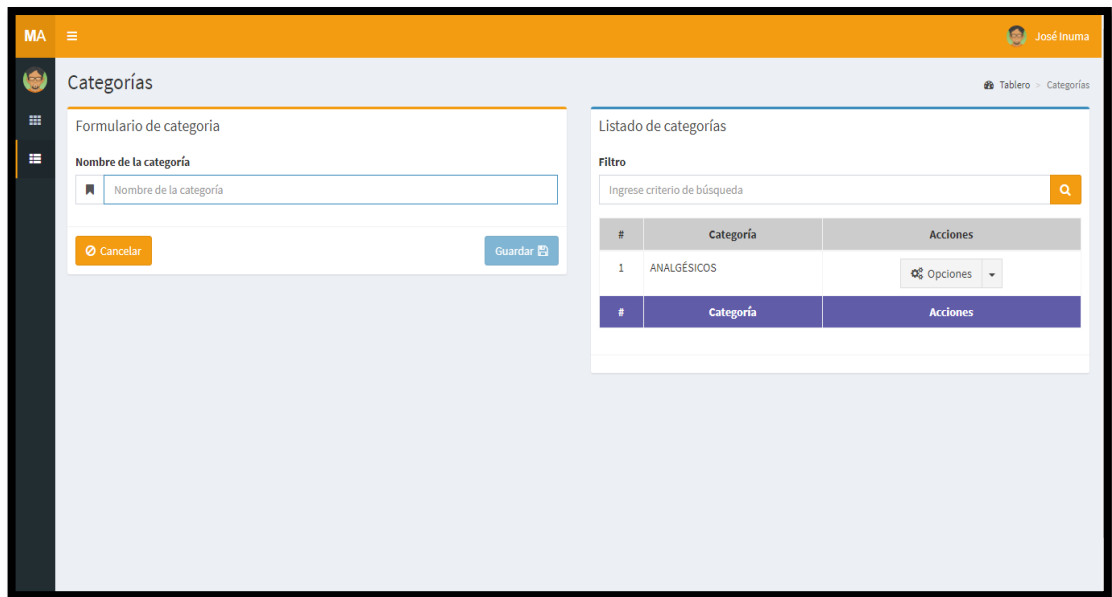 MA
José Inuma
Categorías
Tablero > Categorías
Formulario de categoria
Nombre de la categoría
Nombre de la categoría
Cancelar
Guardar
Listado de categorías
Filtro
Ingrese criterio de búsqueda
# Categoría Acciones
1 ANALGÉSICOS Opciones
# Categoría Acciones